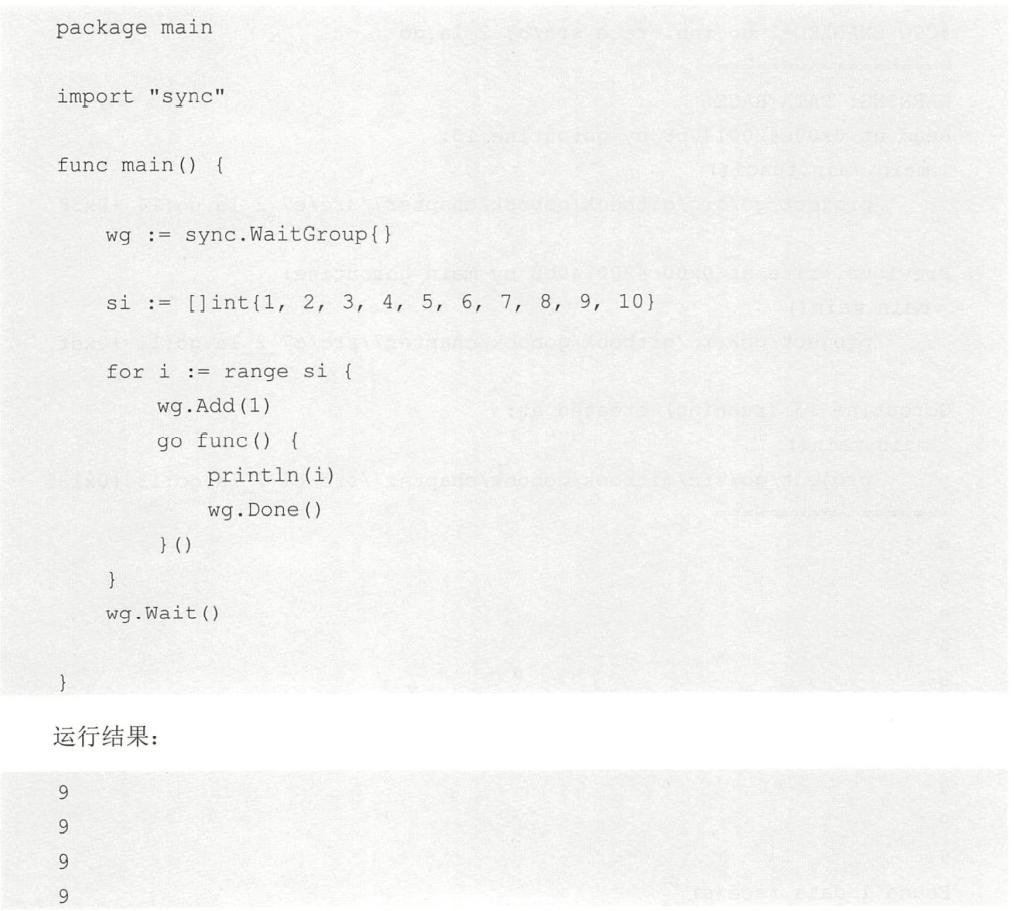 package main
import "sync"
func main() {
wg := sync.WaitGroup{}
si := []int{1, 2, 3, 4, 5, 6, 7, 8, 9, 10}
for i := range si {
wg.Add(1)
go func() {
println(i)
wg.Done()
}()
}
wg.Wait()
}
运行结果:
9
9
9
9